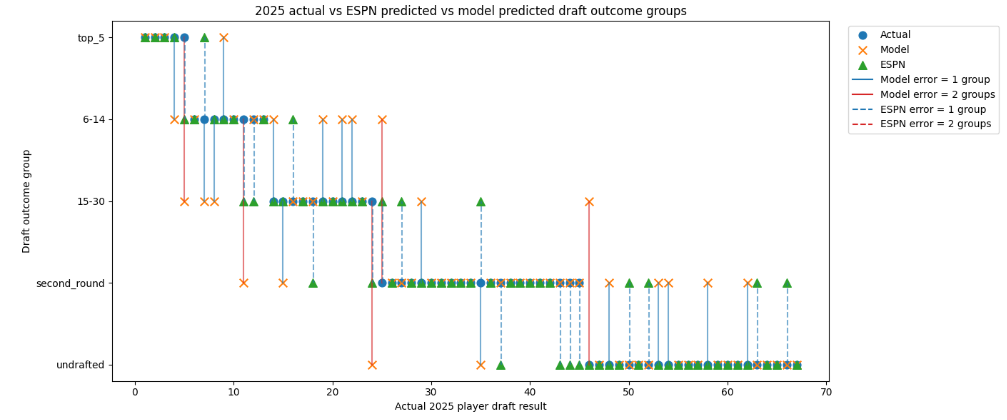 2025 actual vs ESPN predicted vs model predicted draft outcome groups
Draft outcome group
top_5
6-14
15-30
second_round
undrafted
0 10 20 30 40 50 60 70
Actual 2025 player draft result
Actual
Model
ESPN
Model error = 1 group
Model error = 2 groups
ESPN error = 1 group
ESPN error = 2 groups